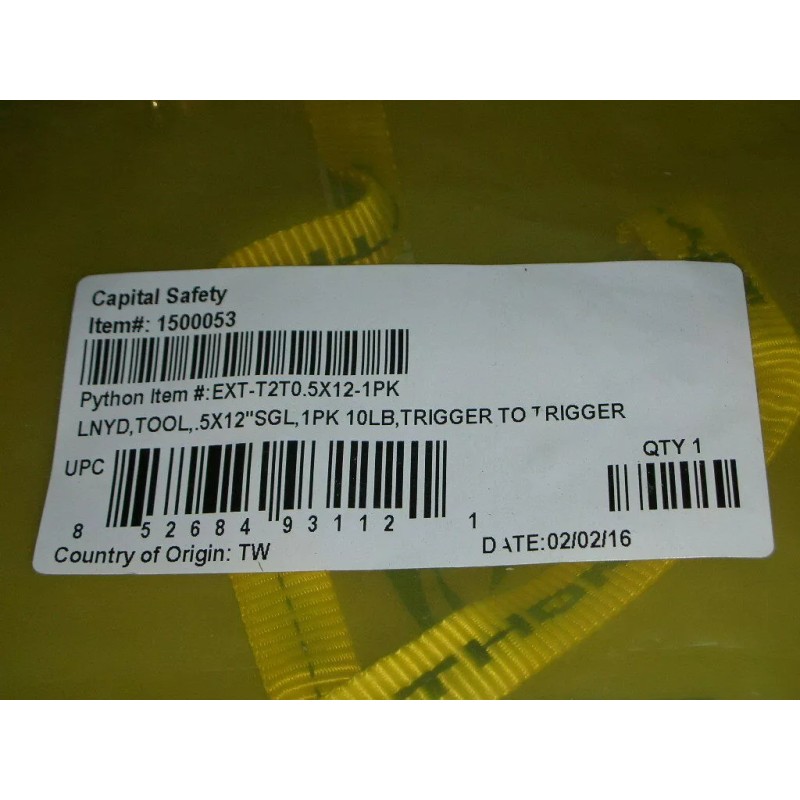 Capital Safety
Item#: 1500053
Python Item #:EXT-T2T0.5X12-1PK
LNYD,TOOL,.5X12"SGL,1PK 10LB,TRIGGER TO TRIGGER
UPC
QTY 1
8 52684 93112 1
DATE:02/02/16
Country of Origin: TW